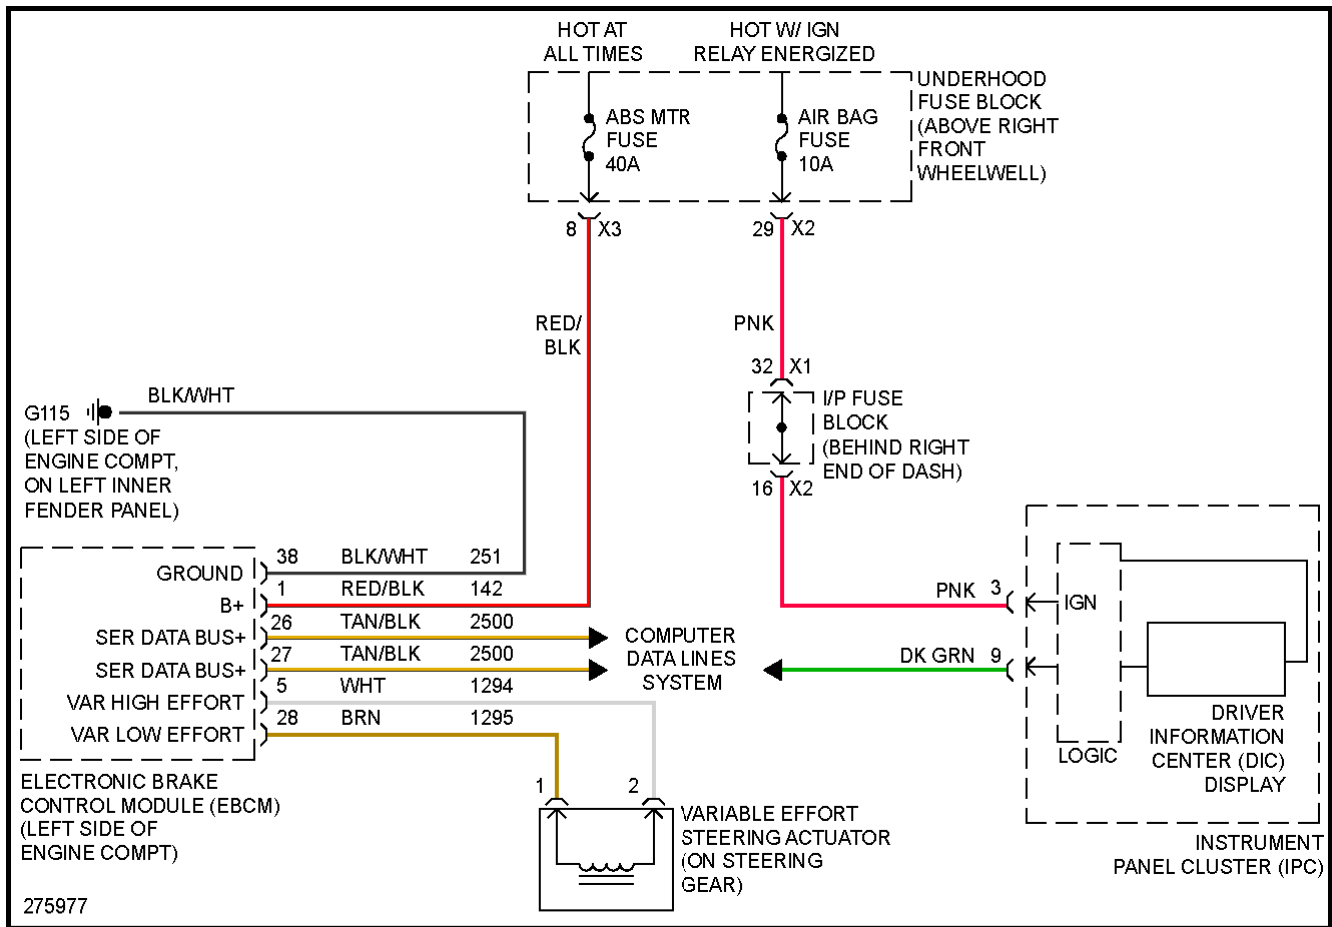 HOT AT
ALL TIMES
HOT W/ IGN
RELAY ENERGIZED
ABS MTR
FUSE
40A
AIR BAG
FUSE
10A
UNDERHOOD
FUSE BLOCK
(ABOVE RIGHT
FRONT
WHEELWELL)
8 X3
29 X2
RED/
BLK
PNK
32 X1
I/P FUSE
BLOCK
(BEHIND RIGHT
END OF DASH)
16 X2
BLK/WHT
G115
(LEFT SIDE OF
ENGINE COMPT,
ON LEFT INNER
FENDER PANEL)
GROUND 38 BLK/WHT 251
B+ 1 RED/BLK 142
SER DATA BUS+ 26 TAN/BLK 2500
SER DATA BUS+ 27 TAN/BLK 2500
VAR HIGH EFFORT 5 WHT 1294
VAR LOW EFFORT 28 BRN 1295
COMPUTER
DATA LINES
SYSTEM
PNK 3 IGN
DK GRN 9
LOGIC
DRIVER
INFORMATION
CENTER (DIC)
DISPLAY
INSTRUMENT
PANEL CLUSTER (IPC)
ELECTRONIC BRAKE
CONTROL MODULE (EBCM)
(LEFT SIDE OF
ENGINE COMPT)
1 2
VARIABLE EFFORT
STEERING ACTUATOR
(ON STEERING
GEAR)
275977